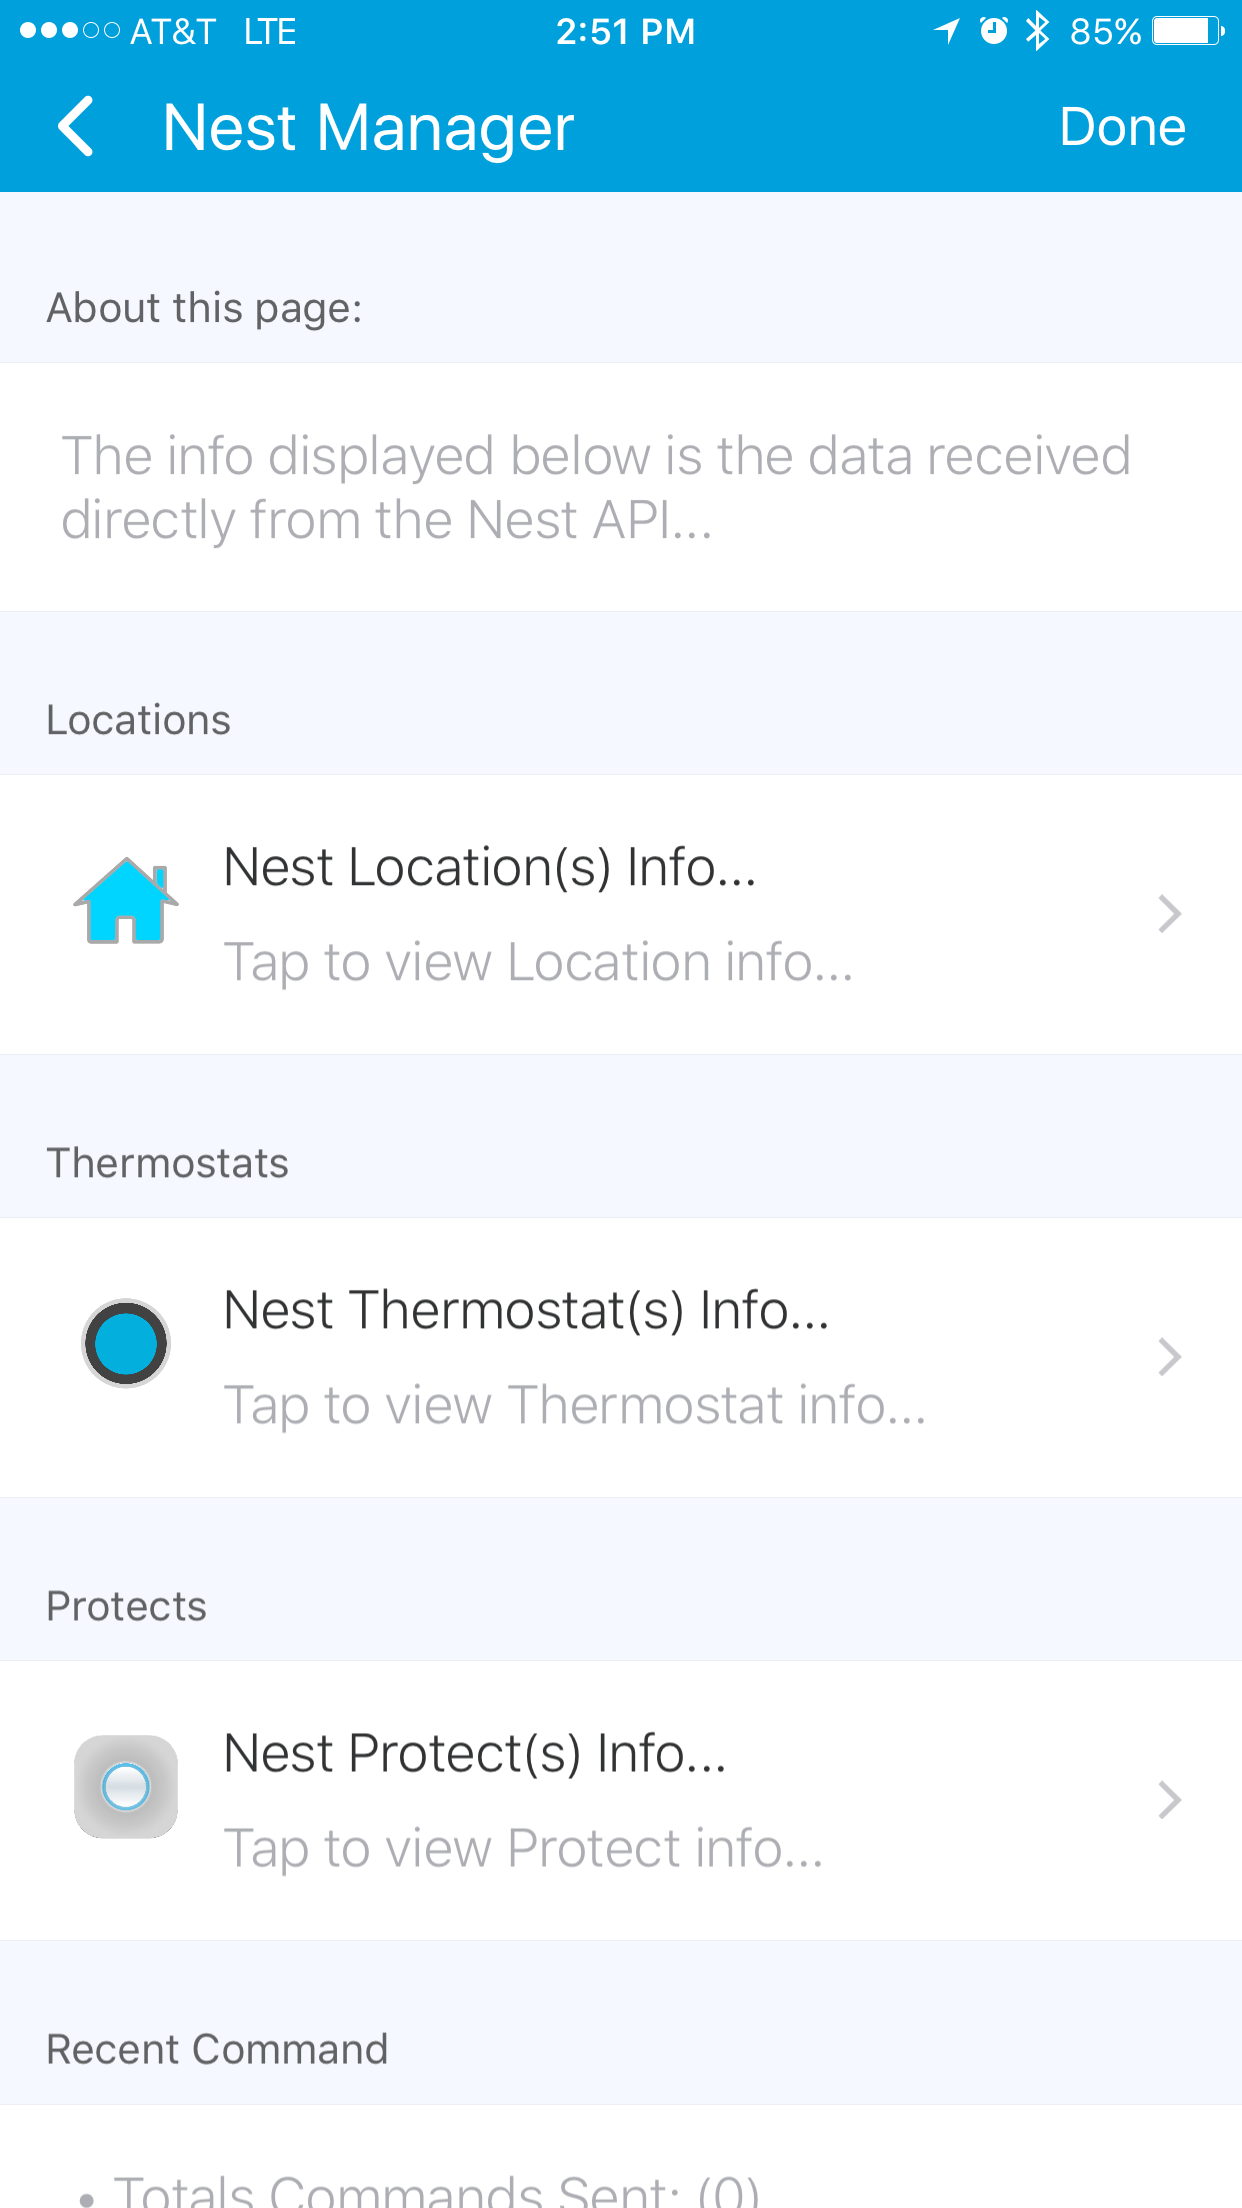 AT&T LTE 2:51 PM 85%
Nest Manager Done
About this page:
The info displayed below is the data received
directly from the Nest API...
Locations
Nest Location(s) Info...
Tap to view Location info...
Thermostats
Nest Thermostat(s) Info...
Tap to view Thermostat info...
Protects
Nest Protect(s) Info...
Tap to view Protect info...
Recent Command
• Totals Commands Sent: (0)